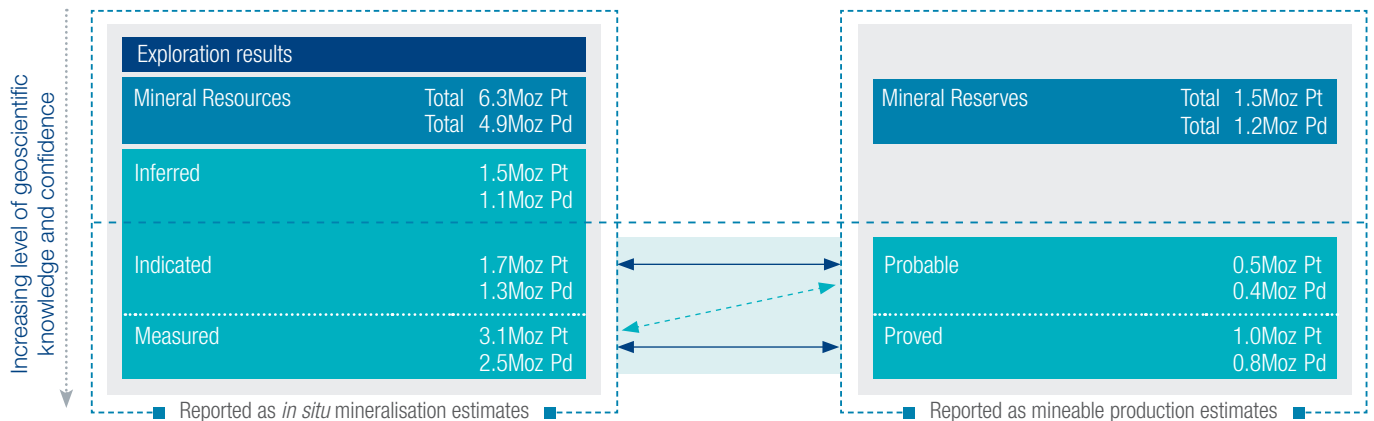 Increasing level of geoscientific
knowledge and confidence
Exploration results
Mineral Resources Total 6.3Moz Pt
Total 4.9Moz Pd
Inferred 1.5Moz Pt
1.1Moz Pd
Indicated 1.7Moz Pt
1.3Moz Pd
Measured 3.1Moz Pt
2.5Moz Pd
Reported as in situ mineralisation estimates
Mineral Reserves Total 1.5Moz Pt
Total 1.2Moz Pd
Probable 0.5Moz Pt
0.4Moz Pd
Proved 1.0Moz Pt
0.8Moz Pd
Reported as mineable production estimates